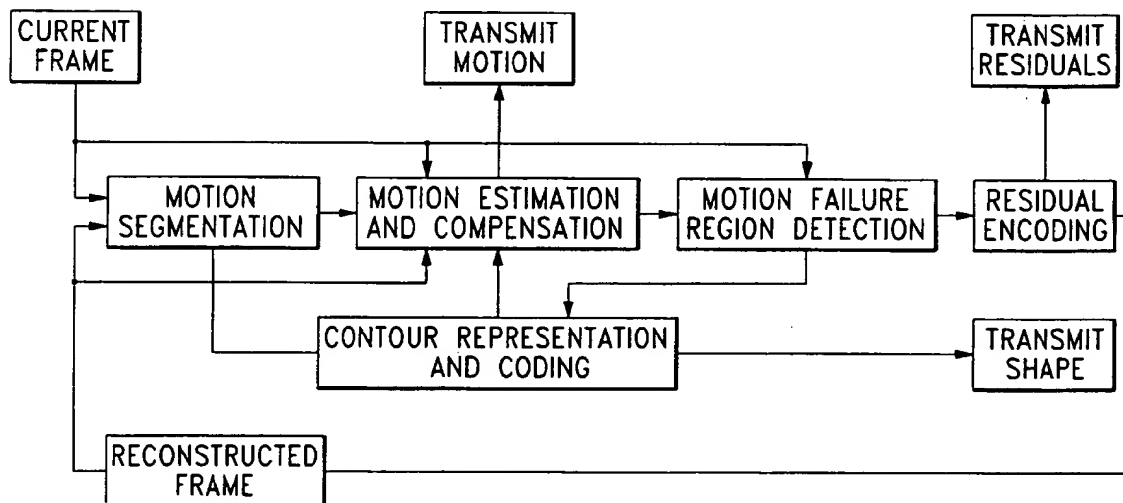 CURRENT
FRAME
TRANSMIT
MOTION
TRANSMIT
RESIDUALS
MOTION
SEGMENTATION
MOTION ESTIMATION
AND COMPENSATION
MOTION FAILURE
REGION DETECTION
RESIDUAL
ENCODING
CONTOUR REPRESENTATION
AND CODING
TRANSMIT
SHAPE
RECONSTRUCTED
FRAME